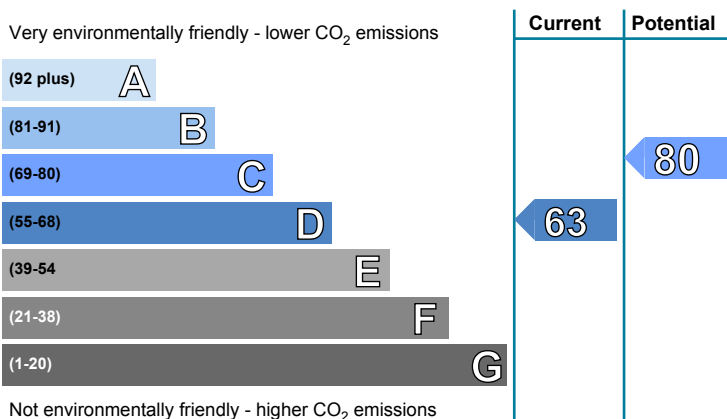 Very environmentally friendly - lower CO2 emissions
Current
Potential
(92 plus) A
(81-91) B
(69-80) C
80
(55-68) D
63
(39-54 E
(21-38) F
(1-20) G
Not environmentally friendly - higher CO2 emissions